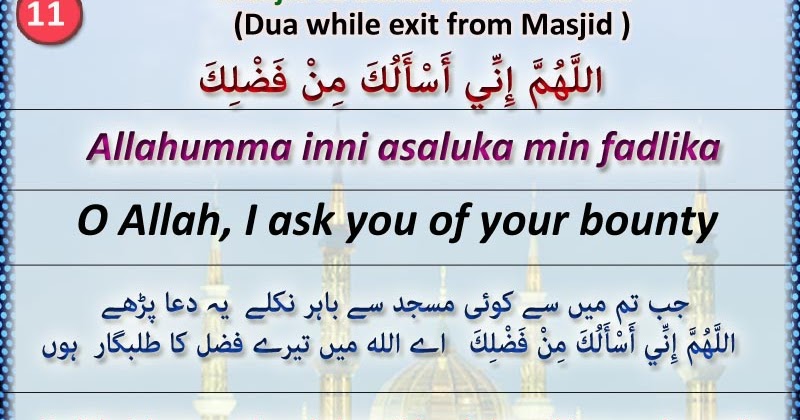 11
(Dua while exit from Masjid )
اللَّهُمَّ إِنِّي أَسْأَلُكَ مِنْ فَضْلِكَ
Allahumma inni asaluka min fadlika
O Allah, I ask you of your bounty
جب تم میں سے کوئی مسجد سے باہر نکلے یہ دعا پڑھے
اللَّهُمَّ إِنِّي أَسْأَلُكَ مِنْ فَضْلِكَ اے الله میں تیرے فضل کا طلبگار ہوں